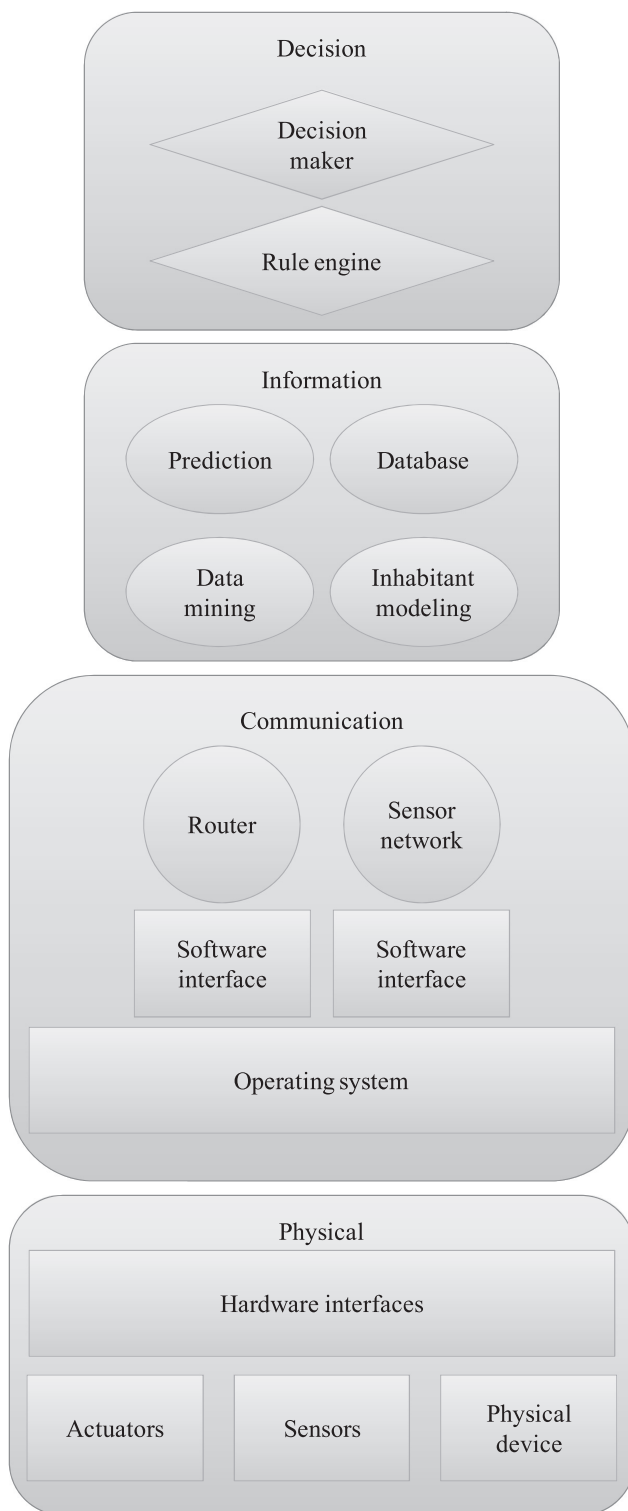 Decision
Decision
maker
Rule engine
Information
Prediction
Database
Data
mining
Inhabitant
modeling
Communication
Router
Sensor
network
Software
interface
Software
interface
Operating system
Physical
Hardware interfaces
Actuators
Sensors
Physical
device